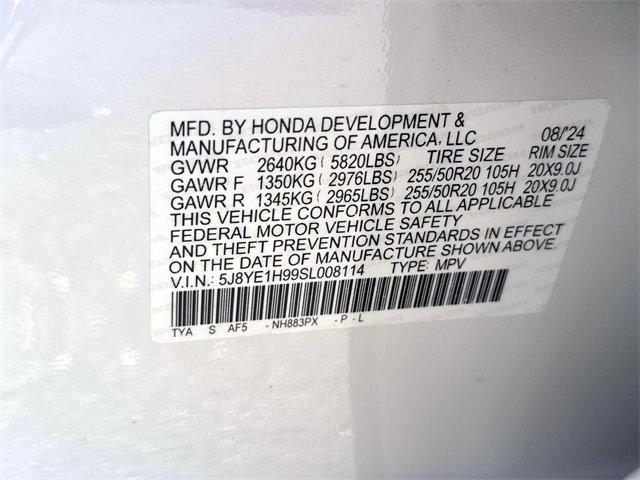 MFD. BY HONDA DEVELOPMENT &
MANUFACTURING OF AMERICA, LLC 08/'24
GVWR 2640KG ( 5820LBS) TIRE SIZE RIM SIZE
GAWR F 1350KG ( 2976LBS) 255/50R20 105H 20X9.0J
GAWR R 1345KG ( 2965LBS) 255/50R20 105H 20X9.0J
THIS VEHICLE CONFORMS TO ALL APPLICABLE
FEDERAL MOTOR VEHICLE SAFETY
AND THEFT PREVENTION STANDARDS IN EFFECT
ON THE DATE OF MANUFACTURE SHOWN ABOVE.
V.I.N.: 5J8YE1H99SL008114 TYPE: MPV
TYA S AF5 - NH883PX - P - L